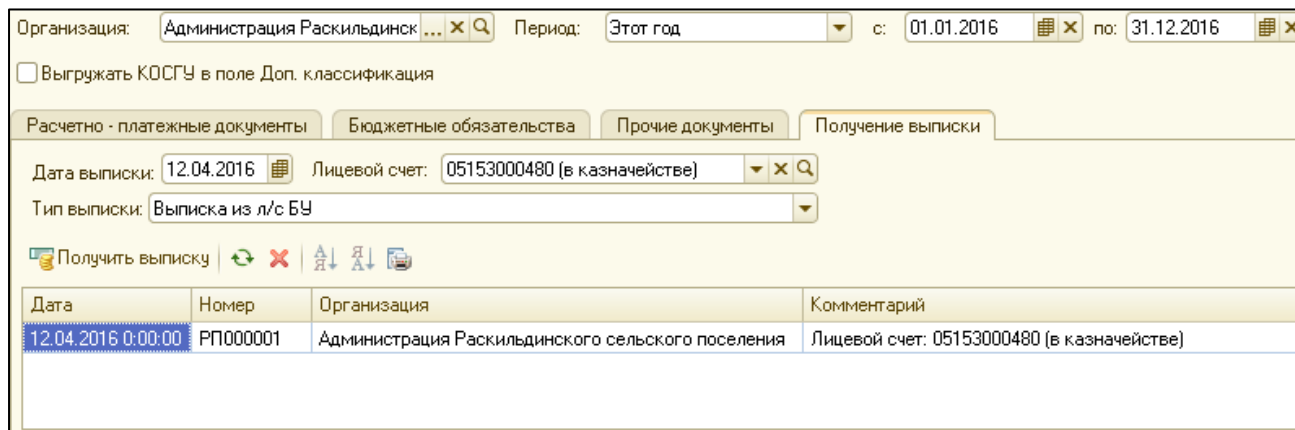 Организация: Администрация Раскильдинск ... Период: Этот год с: 01.01.2016 по: 31.12.2016
Выгружать КОСГУ в поле Доп. классификация
Расчетно - платежные документы Бюджетные обязательства Прочие документы Получение выписки
Дата выписки: 12.04.2016 Лицевой счет: 05153000480 (в казначействе)
Тип выписки: Выписка из л/с БУ
Получить выписку
Дата Номер Организация Комментарий
12.04.2016 0:00:00 РП000001 Администрация Раскильдинского сельского поселения Лицевой счет: 05153000480 (в казначействе)